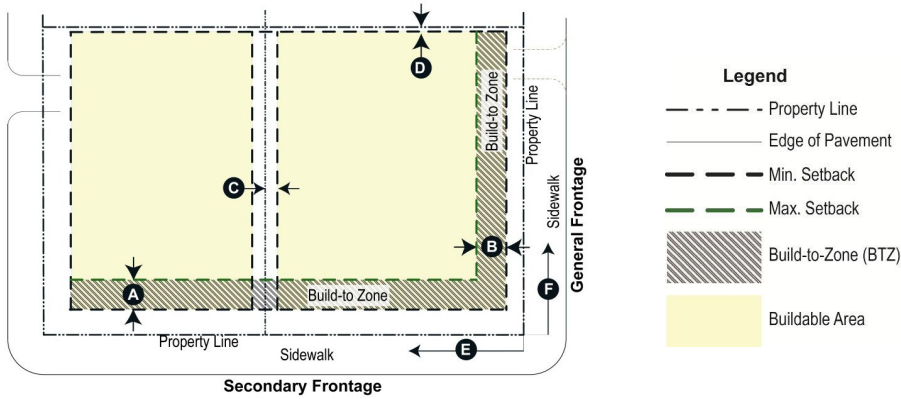 D
Build-to Zone
Property Line
C
Sidewalk
General Frontage
B
F
A
Build-to Zone
Property Line
Sidewalk
E
Secondary Frontage
Legend
Property Line
Edge of Pavement
Min. Setback
Max. Setback
Build-to-Zone (BTZ)
Buildable Area